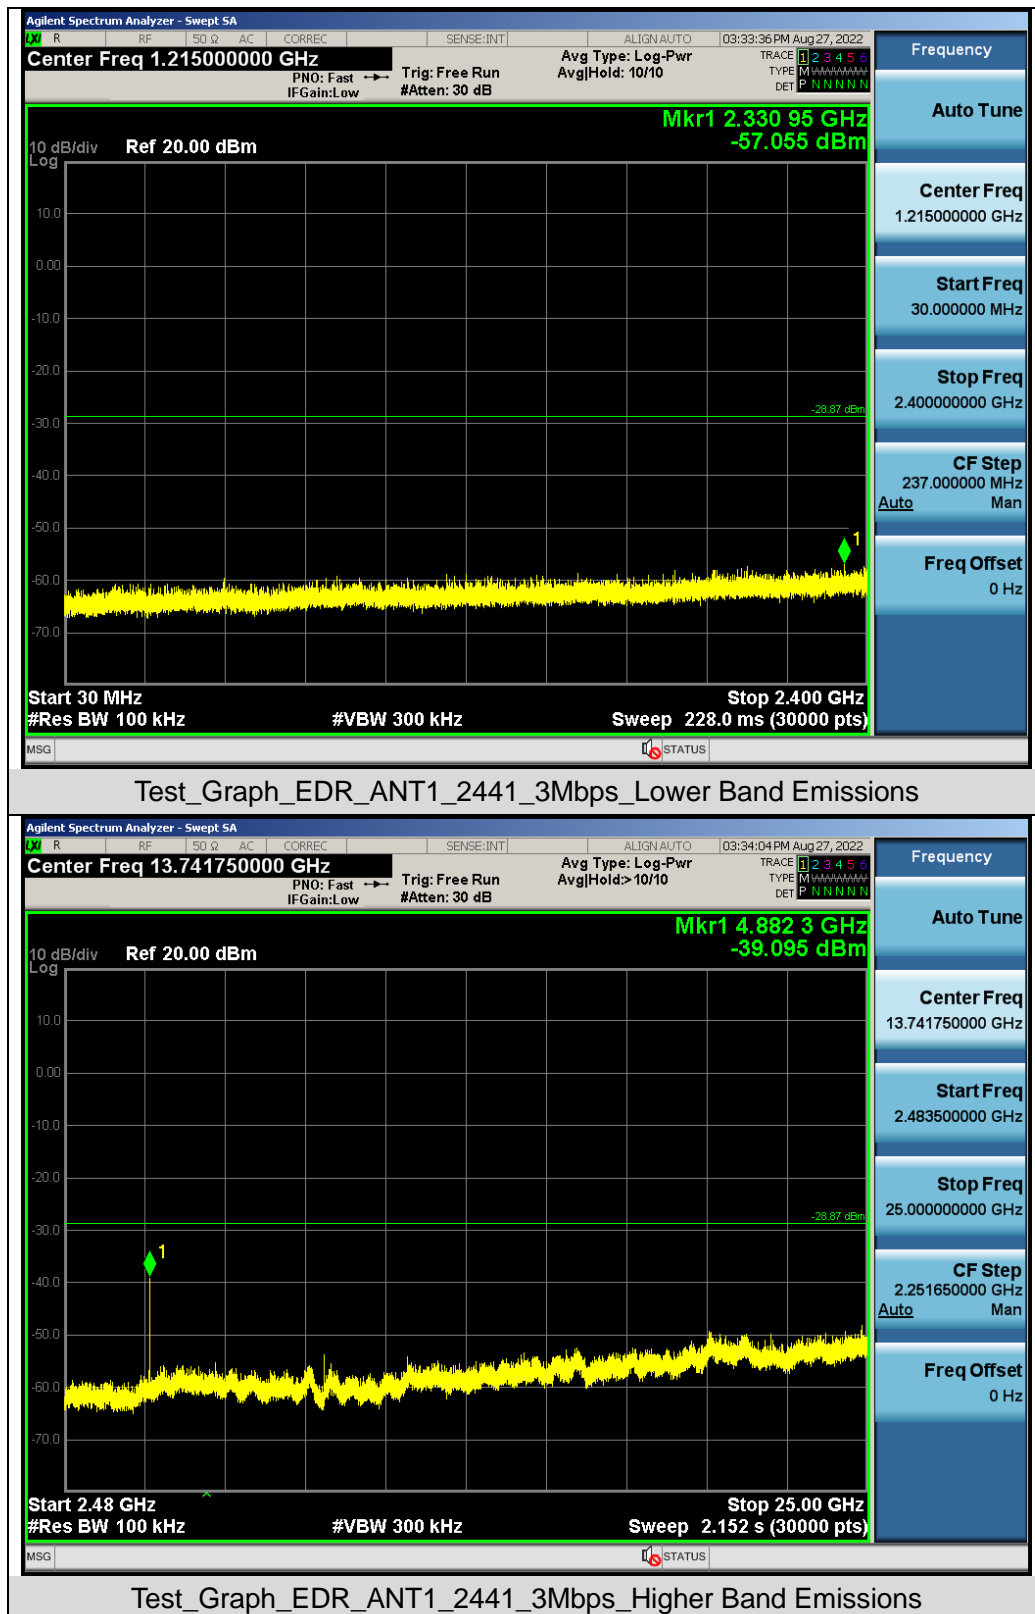 Agilent Spectrum Analyzer - Swept SA
LXI R RF 50 Ω AC CORREC SENSE:INT ALIGN AUTO 03:33:36 PM Aug 27, 2022
Center Freq 1.215000000 GHz
PNO: Fast
IFGain:Low
Trig: Free Run
#Atten: 30 dB
Avg Type: Log-Pwr
Avg|Hold: 10/10
TRACE 1 2 3 4 5 6
TYPE M
DET P N N N N N
Mkr1 2.330 95 GHz
-57.055 dBm
10 dB/div Ref 20.00 dBm
Log
10.0
0.00
-10.0
-20.0
-28.87 dBm
-30.0
-40.0
-50.0
1
-60.0
-70.0
Start 30 MHz Stop 2.400 GHz
#Res BW 100 kHz #VBW 300 kHz Sweep 228.0 ms (30000 pts)
MSG STATUS
Frequency
Auto Tune
Center Freq
1.215000000 GHz
Start Freq
30.000000 MHz
Stop Freq
2.400000000 GHz
CF Step
237.000000 MHz
Auto Man
Freq Offset
0 Hz
Test_Graph_EDR_ANT1_2441_3Mbps_Lower Band Emissions
Agilent Spectrum Analyzer - Swept SA
LXI R RF 50 Ω AC CORREC SENSE:INT ALIGN AUTO 03:34:04 PM Aug 27, 2022
Center Freq 13.741750000 GHz
PNO: Fast
IFGain:Low
Trig: Free Run
#Atten: 30 dB
Avg Type: Log-Pwr
Avg|Hold:> 10/10
TRACE 1 2 3 4 5 6
TYPE M
DET P N N N N N
Mkr1 4.882 3 GHz
-39.095 dBm
10 dB/div Ref 20.00 dBm
Log
10.0
0.00
-10.0
-20.0
-28.87 dBm
-30.0
1
-40.0
-50.0
-60.0
-70.0
Start 2.48 GHz Stop 25.00 GHz
#Res BW 100 kHz #VBW 300 kHz Sweep 2.152 s (30000 pts)
MSG STATUS
Frequency
Auto Tune
Center Freq
13.741750000 GHz
Start Freq
2.483500000 GHz
Stop Freq
25.000000000 GHz
CF Step
2.251650000 GHz
Auto Man
Freq Offset
0 Hz
Test_Graph_EDR_ANT1_2441_3Mbps_Higher Band Emissions